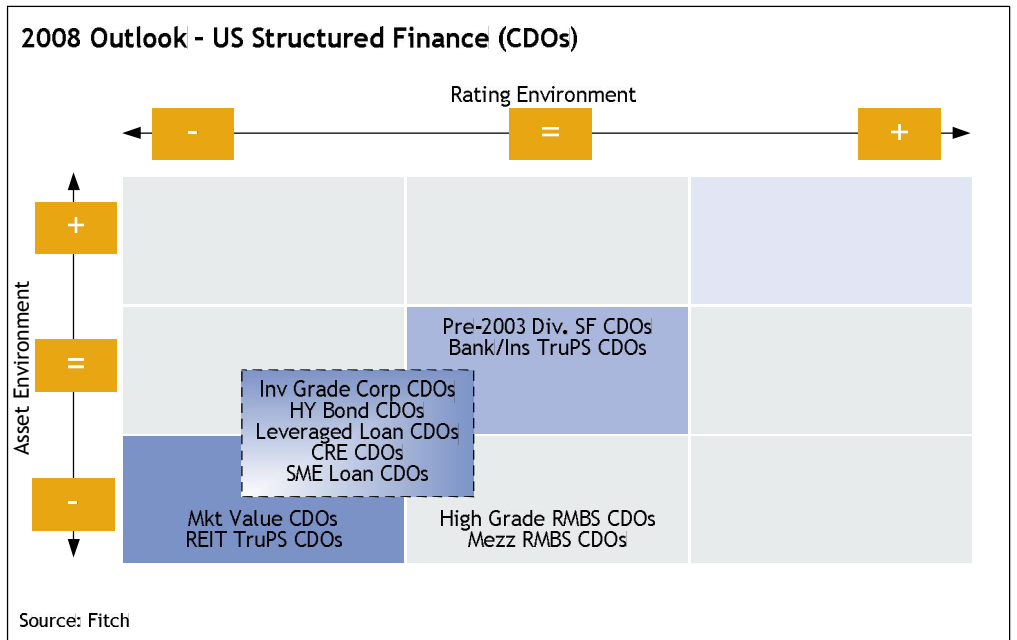 2008 Outlook - US Structured Finance (CDOs)
Rating Environment
- = +
+
Asset Environment
=
-
Pre-2003 Div. SF CDOs
Bank/Ins TruPS CDOs
Inv Grade Corp CDOs
HY Bond CDOs
Leveraged Loan CDOs
CRE CDOs
SME Loan CDOs
Mkt Value CDOs
REIT TruPS CDOs
High Grade RMBS CDOs
Mezz RMBS CDOs
Source: Fitch